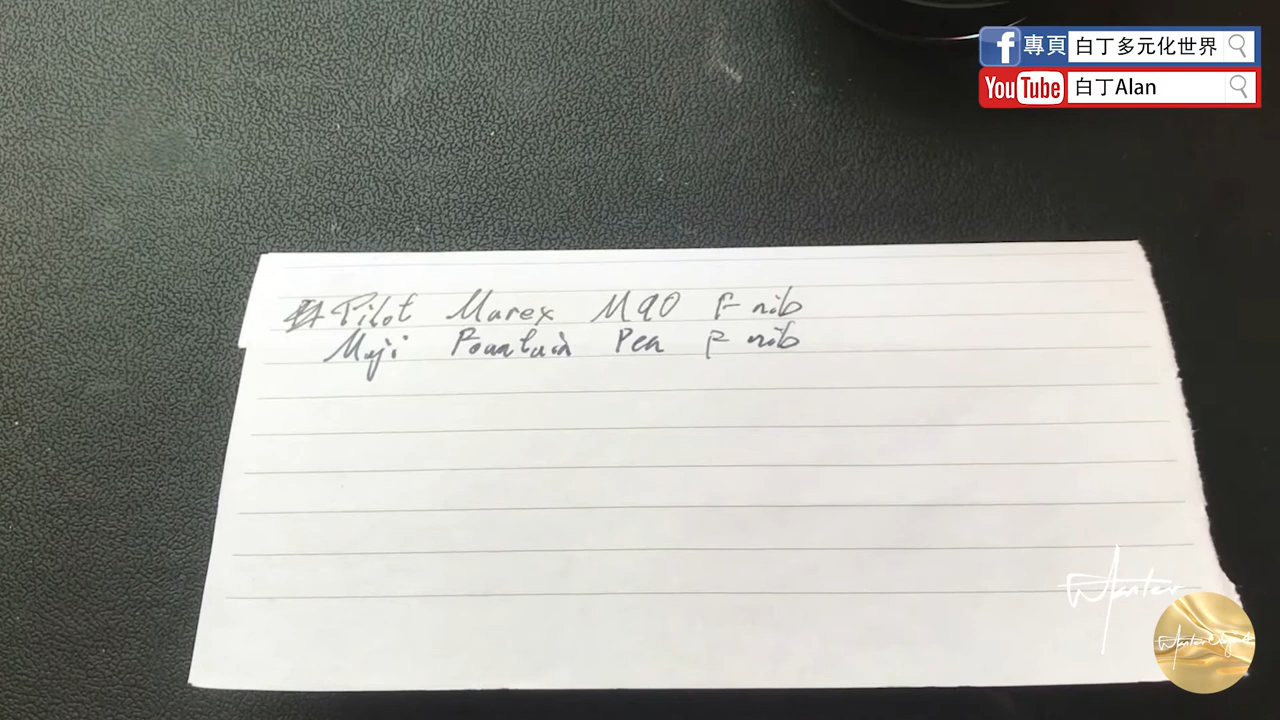 專頁 白丁多元化世界
YouTube 白丁Alan
Pilot Murex M90 F nib
Muji Fountain Pen F nib